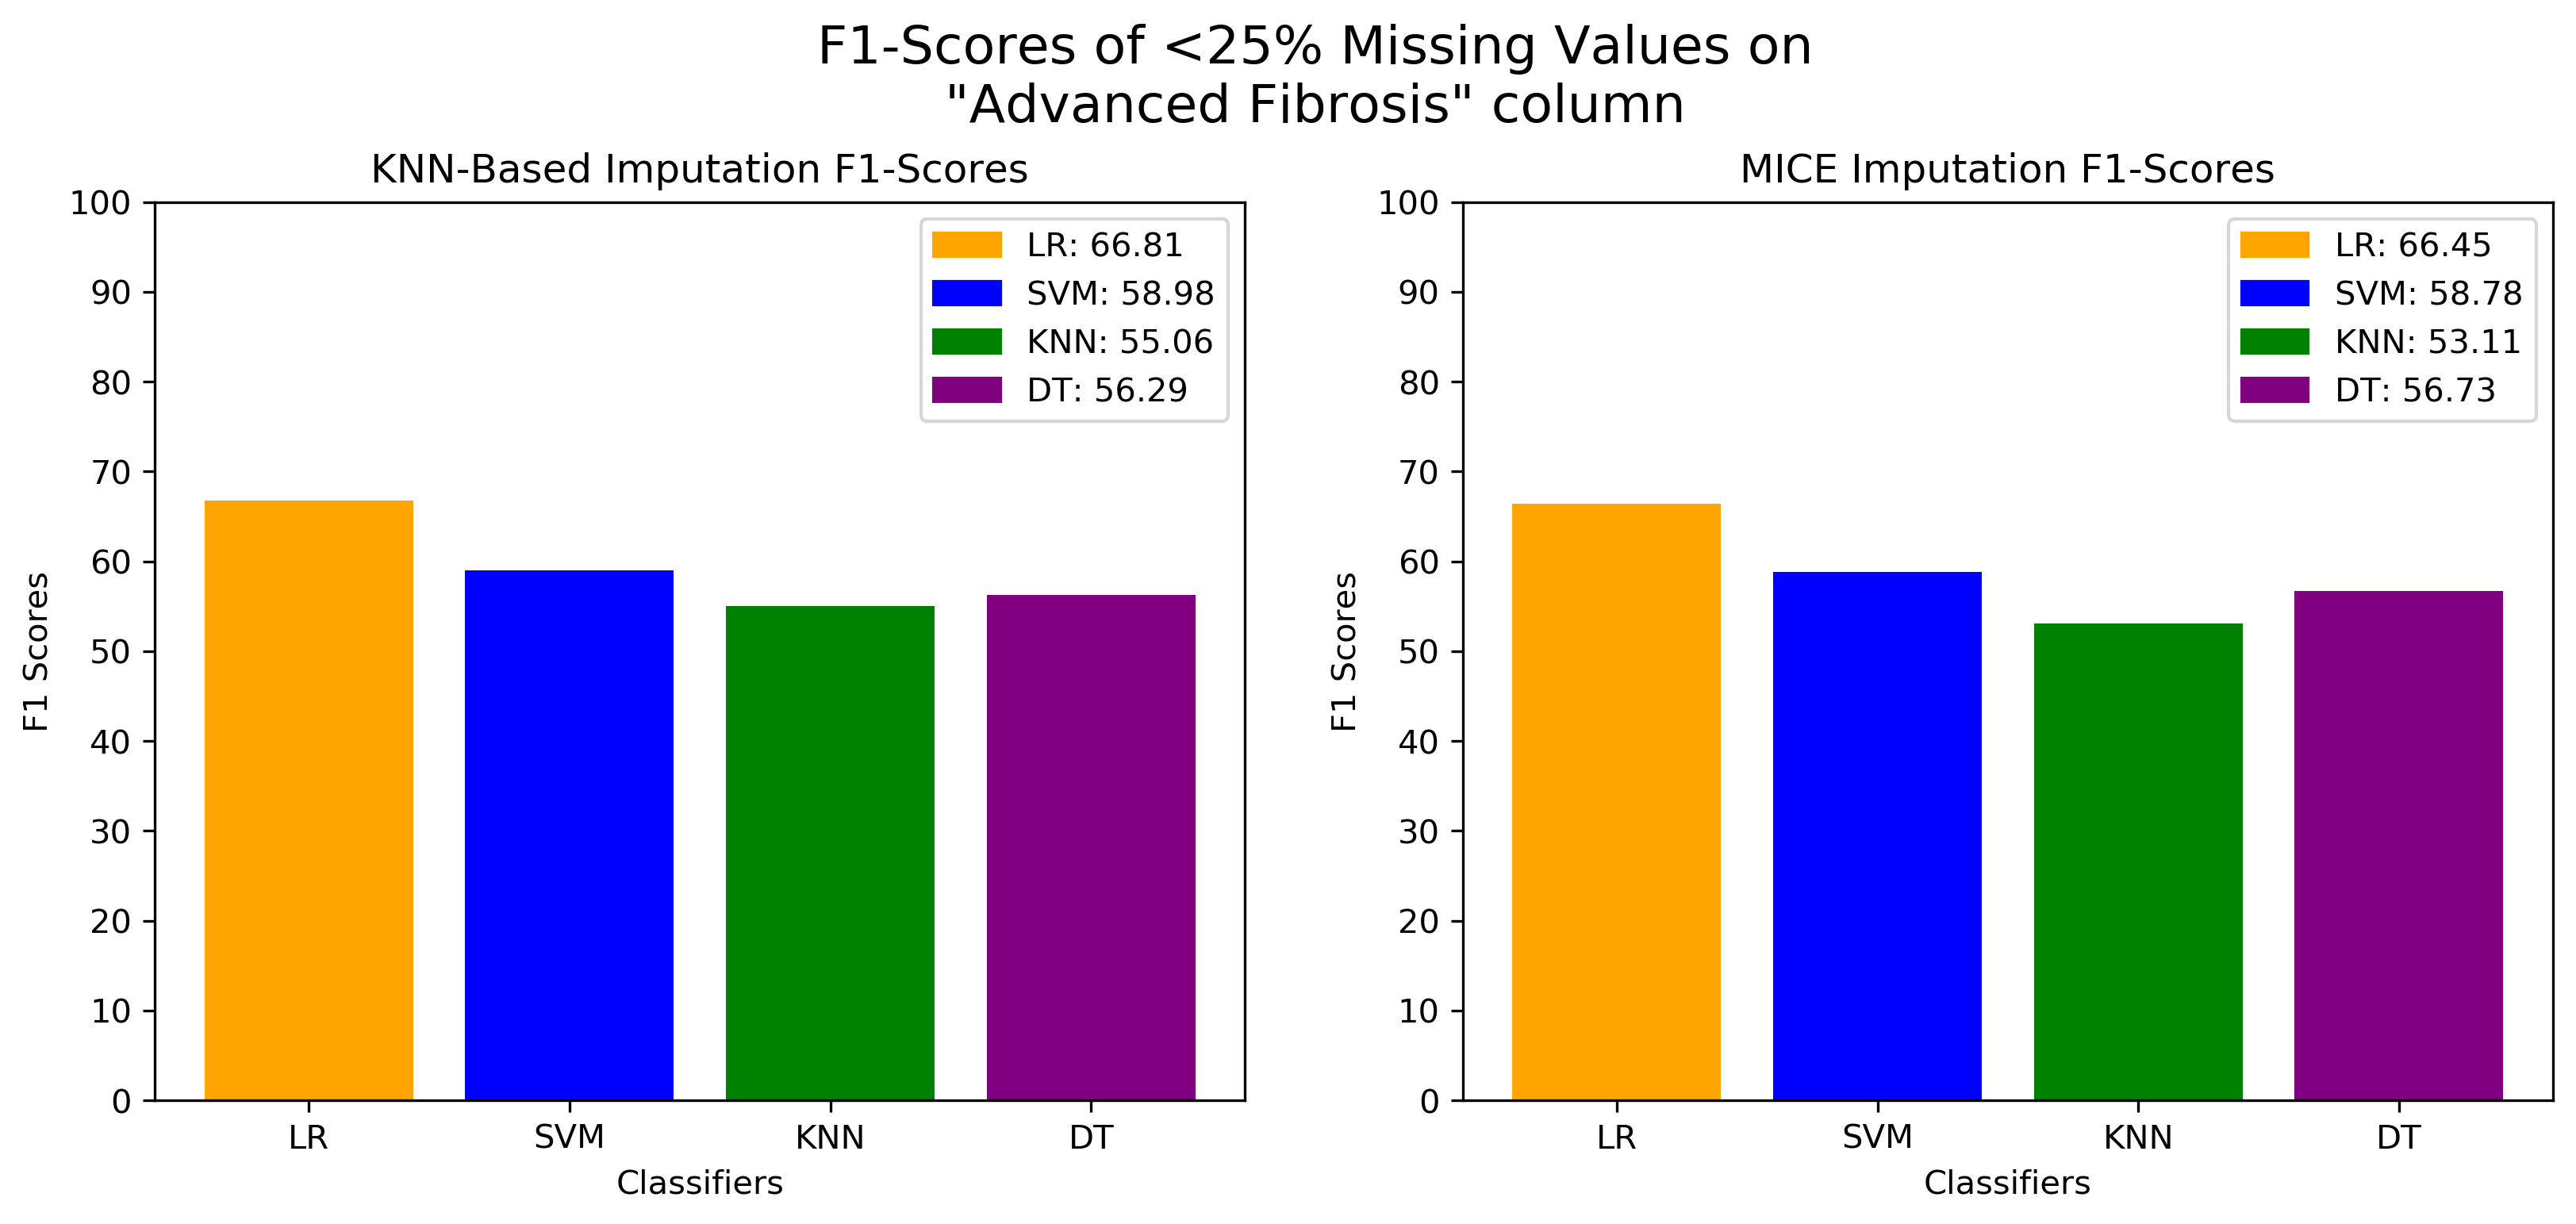 F1-Scores of <25% Missing Values on
"Advanced Fibrosis" column
KNN-Based Imputation F1-Scores
100
90
80
70
60
50
40
30
20
10
0
F1 Scores
LR: 66.81
SVM: 58.98
KNN: 55.06
DT: 56.29
LR SVM KNN DT
Classifiers
MICE Imputation F1-Scores
100
90
80
70
60
50
40
30
20
10
0
F1 Scores
LR: 66.45
SVM: 58.78
KNN: 53.11
DT: 56.73
LR SVM KNN DT
Classifiers